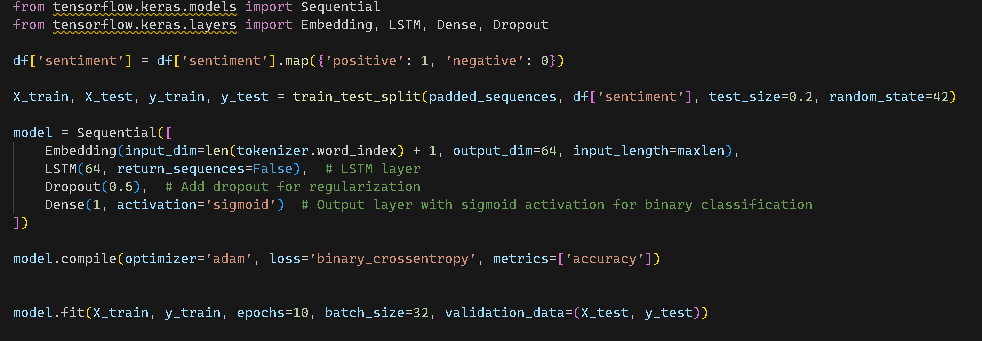 from tensorflow.keras.models import Sequential
from tensorflow.keras.layers import Embedding, LSTM, Dense, Dropout
df['sentiment'] = df['sentiment'].map({'positive': 1, 'negative': 0})
X_train, X_test, y_train, y_test = train_test_split(padded_sequences, df['sentiment'], test_size=0.2, random_state=42)
model = Sequential([
    Embedding(input_dim=len(tokenizer.word_index) + 1, output_dim=64, input_length=maxlen),
    LSTM(64, return_sequences=False),  # LSTM layer
    Dropout(0.5),  # Add dropout for regularization
    Dense(1, activation='sigmoid')  # Output layer with sigmoid activation for binary classification
])
model.compile(optimizer='adam', loss='binary_crossentropy', metrics=['accuracy'])
model.fit(X_train, y_train, epochs=10, batch_size=32, validation_data=(X_test, y_test))